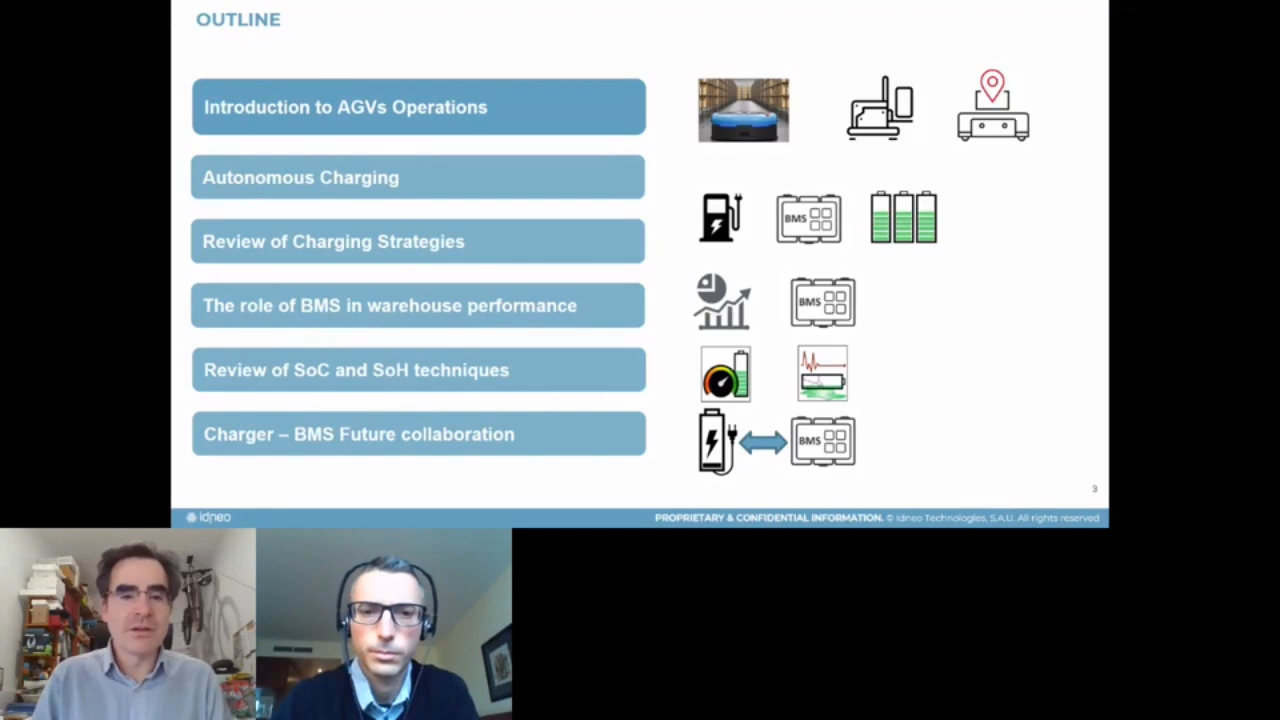 OUTLINE
Introduction to AGVs Operations
Autonomous Charging
BMS
Review of Charging Strategies
The role of BMS in warehouse performance
BMS
Review of SoC and SoH techniques
Charger – BMS Future collaboration
BMS
3
idneo
PROPRIETARY & CONFIDENTIAL INFORMATION. © Idneo Technologies, S.A.U. All rights reserved